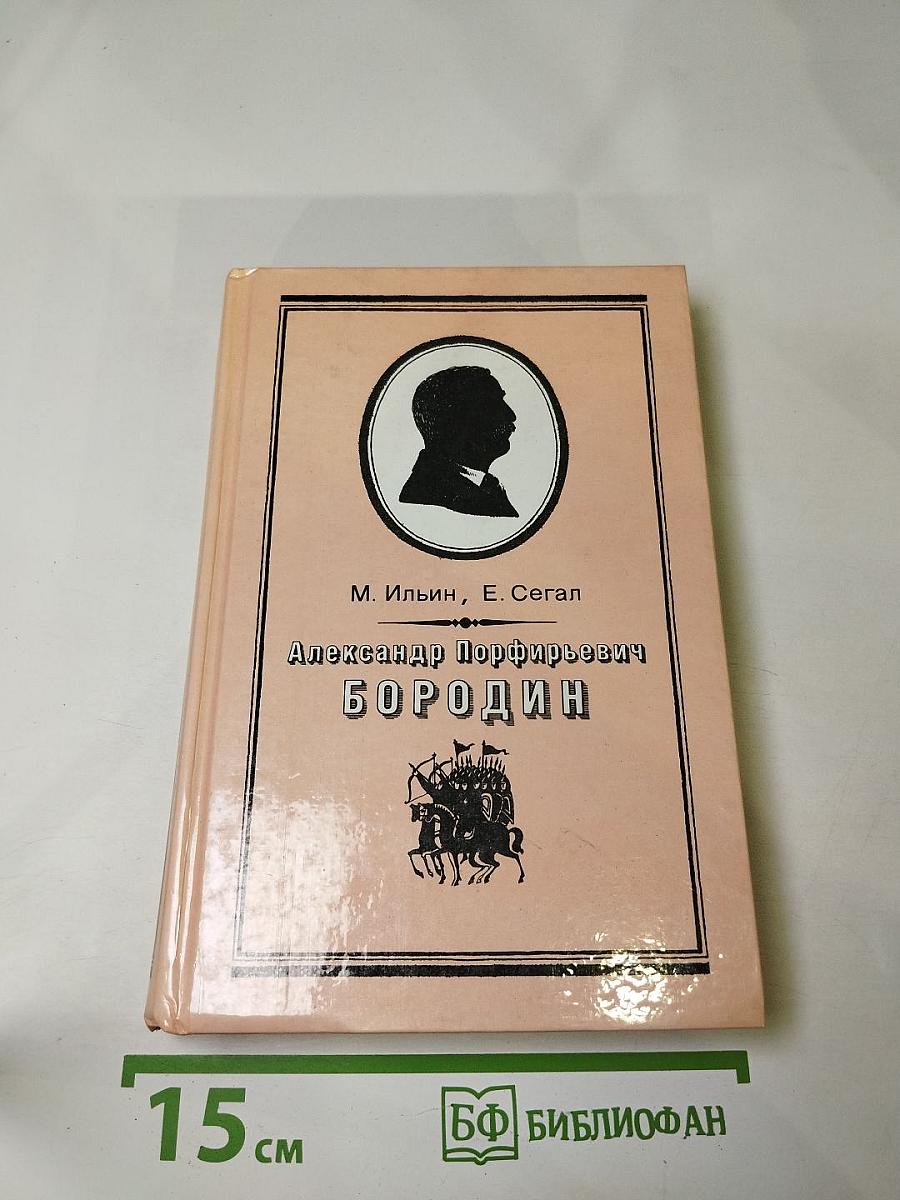 М. Ильин, Е. Сегал
Александр Порфирьевич
БОРОДИН
15 см
БФ БИБЛИОФАН